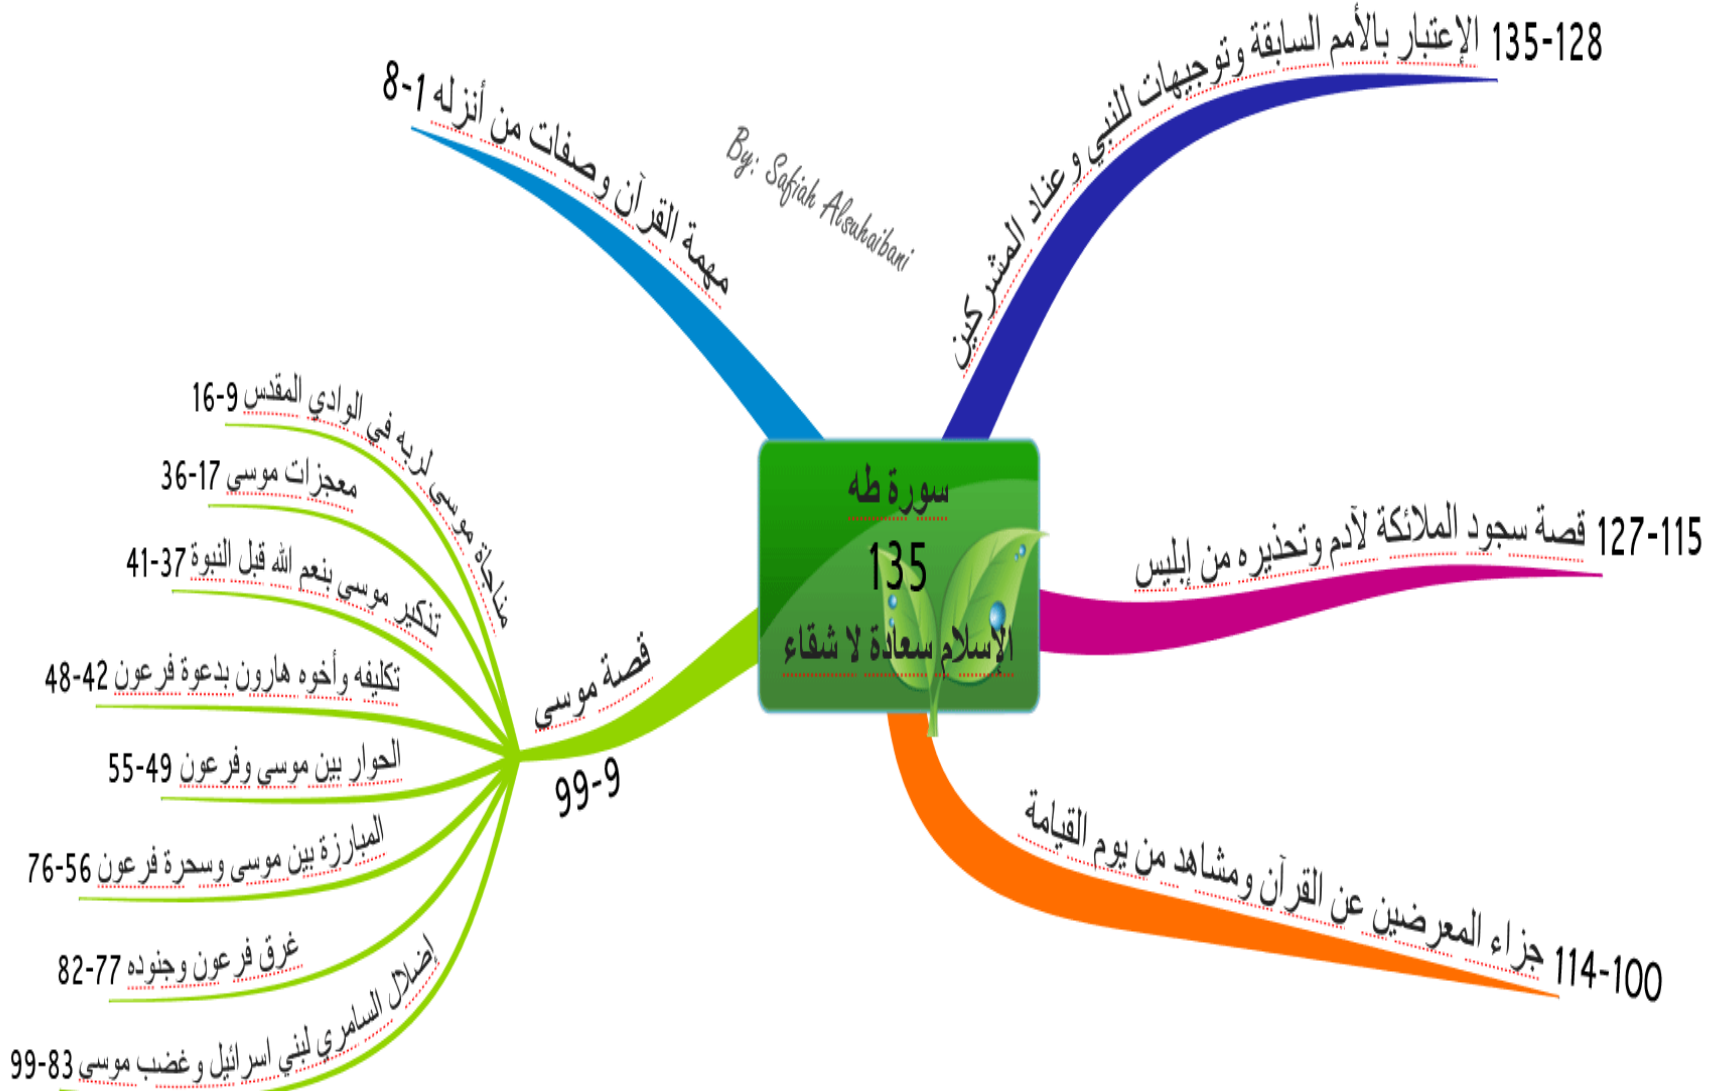 سورة طه
135
الإسلام سعادة لا شقاء
By: Safiah Alsuhaibani
مهمة القرآن وصفات من أنزله 1-8
قصة موسى
9-99
مناجاة موسى لربه في الوادي المقدس 9-16
معجزات موسى 17-36
تذكير موسى بنعم الله قبل النبوة 37-41
تكليفه وأخوه هارون بدعوة فرعون 42-48
الحوار بين موسى وفرعون 49-55
المبارزة بين موسى وسحرة فرعون 56-76
غرق فرعون وجنوده 77-82
إضلال السامري لبني اسرائيل وغضب موسى 83-99
جزاء المعرضين عن القرآن ومشاهد من يوم القيامة 100-114
قصة سجود الملائكة لآدم وتحذيره من إبليس 115-127
الإعتبار بالأمم السابقة وتوجيهات للنبي وعناد المشركين 128-135